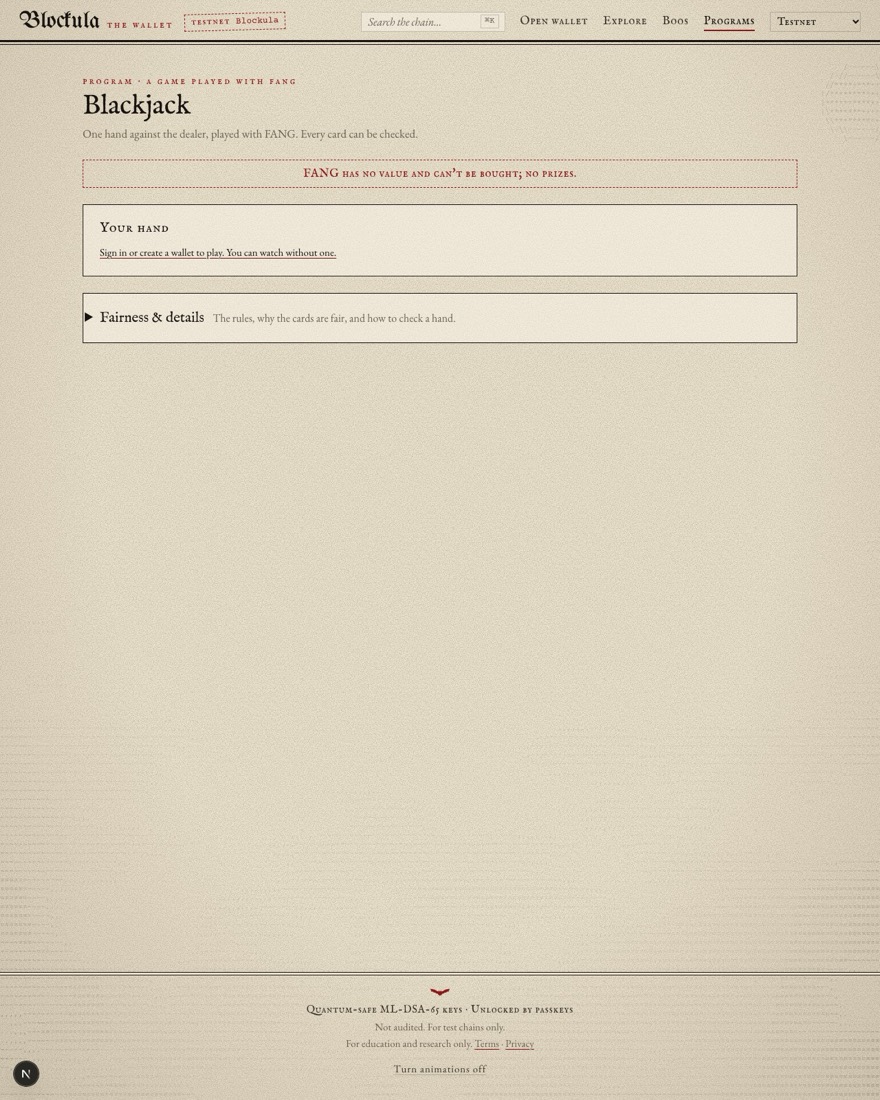 Blockula THE WALLET TESTNET Blockula Search the chain... ⌘K Open wallet Explore Boos Programs Testnet
PROGRAM · A GAME PLAYED WITH FANG
Blackjack
One hand against the dealer, played with FANG. Every card can be checked.
FANG has no value and can't be bought; no prizes.
Your hand
Sign in or create a wallet to play. You can watch without one.
Fairness & details The rules, why the cards are fair, and how to check a hand.
Quantum-safe ML-DSA-65 keys · Unlocked by passkeys
Not audited. For test chains only.
For education and research only. Terms · Privacy
Turn animations off
N